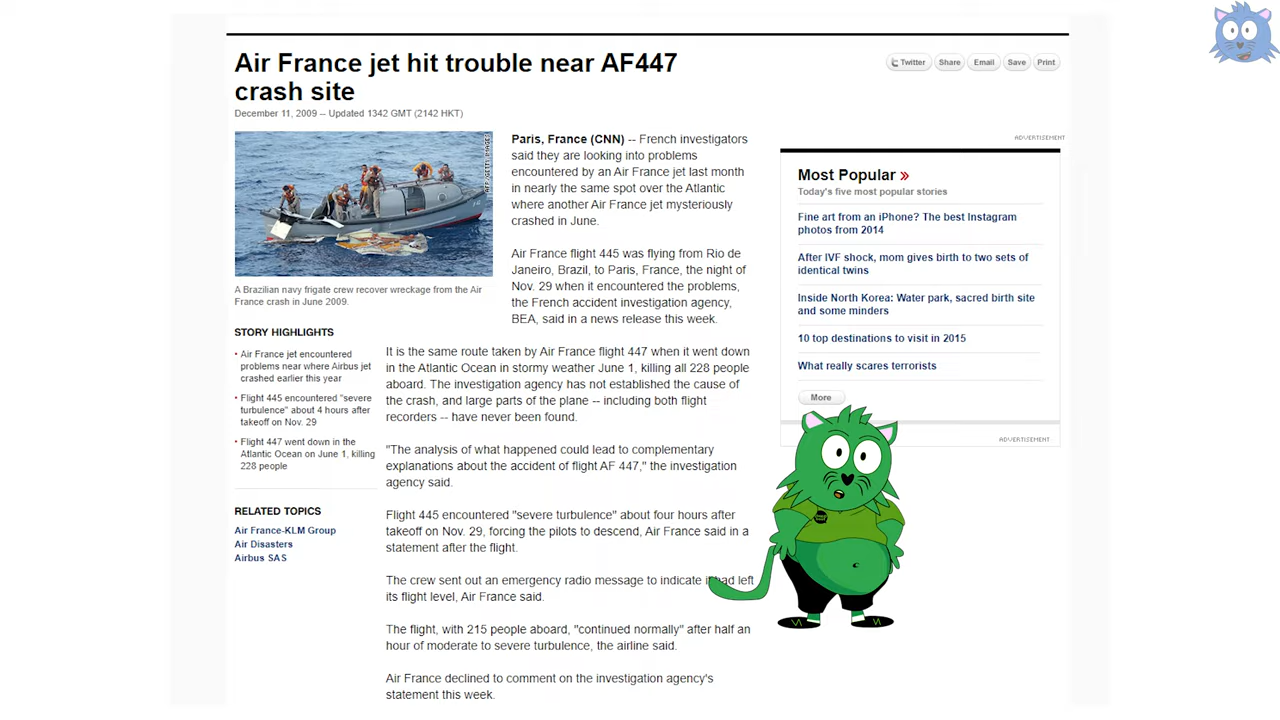 Air France jet hit trouble near AF447
crash site
December 11, 2009 -- Updated 1342 GMT (2142 HKT)
Twitter
Share
Email
Save
Print
AFP/GETTY IMAGES
A Brazilian navy frigate crew recover wreckage from the Air
France crash in June 2009.
STORY HIGHLIGHTS
• Air France jet encountered
problems near where Airbus jet
crashed earlier this year
• Flight 445 encountered "severe
turbulence" about 4 hours after
takeoff on Nov. 29
• Flight 447 went down in the
Atlantic Ocean on June 1, killing
228 people
RELATED TOPICS
Air France-KLM Group
Air Disasters
Airbus SAS
Paris, France (CNN) -- French investigators
said they are looking into problems
encountered by an Air France jet last month
in nearly the same spot over the Atlantic
where another Air France jet mysteriously
crashed in June.
Air France flight 445 was flying from Rio de
Janeiro, Brazil, to Paris, France, the night of
Nov. 29 when it encountered the problems,
the French accident investigation agency,
BEA, said in a news release this week.
It is the same route taken by Air France flight 447 when it went down
in the Atlantic Ocean in stormy weather June 1, killing all 228 people
aboard. The investigation agency has not established the cause of
the crash, and large parts of the plane -- including both flight
recorders -- have never been found.
"The analysis of what happened could lead to complementary
explanations about the accident of flight AF 447," the investigation
agency said.
Flight 445 encountered "severe turbulence" about four hours after
takeoff on Nov. 29, forcing the pilots to descend, Air France said in a
statement after the flight.
The crew sent out an emergency radio message to indicate it had left
its flight level, Air France said.
The flight, with 215 people aboard, "continued normally" after half an
hour of moderate to severe turbulence, the airline said.
Air France declined to comment on the investigation agency's
statement this week.
ADVERTISEMENT
Most Popular »
Today's five most popular stories
Fine art from an iPhone? The best Instagram
photos from 2014
After IVF shock, mom gives birth to two sets of
identical twins
Inside North Korea: Water park, sacred birth site
and some minders
10 top destinations to visit in 2015
What really scares terrorists
More
ADVERTISEMENT